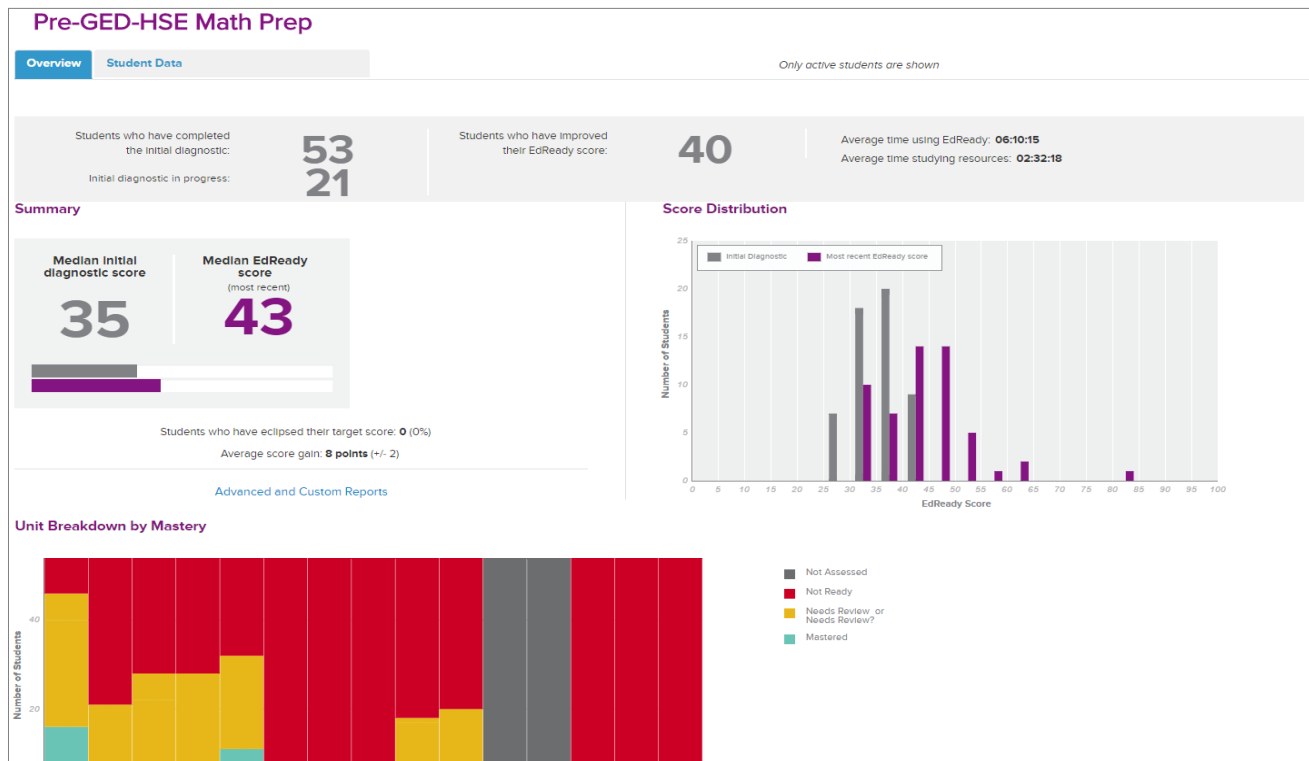 Pre-GED-HSE Math Prep
Overview
Student Data
Only active students are shown
Students who have completed
the initial diagnostic:
53
Initial diagnostic in progress:
21
Students who have improved
their EdReady score:
40
Average time using EdReady: 06:10:15
Average time studying resources: 02:32:18
Summary
Median initial
diagnostic score
35
Median EdReady
score
(most recent)
43
Students who have eclipsed their target score: 0 (0%)
Average score gain: 8 points (+/- 2)
Advanced and Custom Reports
Score Distribution
Initial Diagnostic
Most recent EdReady score
Number of Students
25
20
15
10
5
0
0 5 10 15 20 25 30 35 40 45 50 55 60 65 70 75 80 85 90 95 100
EdReady Score
Unit Breakdown by Mastery
Number of Students
40
20
Not Assessed
Not Ready
Needs Review or
Needs Review?
Mastered